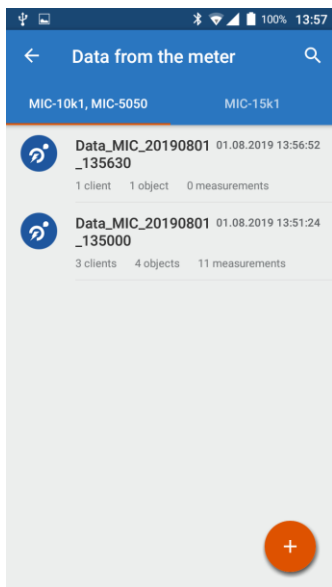 100% 13:57
Data from the meter
MIC-10k1, MIC-5050 MIC-15k1
Data_MIC_20190801 01.08.2019 13:56:52
_135630
1 client 1 object 0 measurements
Data_MIC_20190801 01.08.2019 13:51:24
_135000
3 clients 4 objects 11 measurements